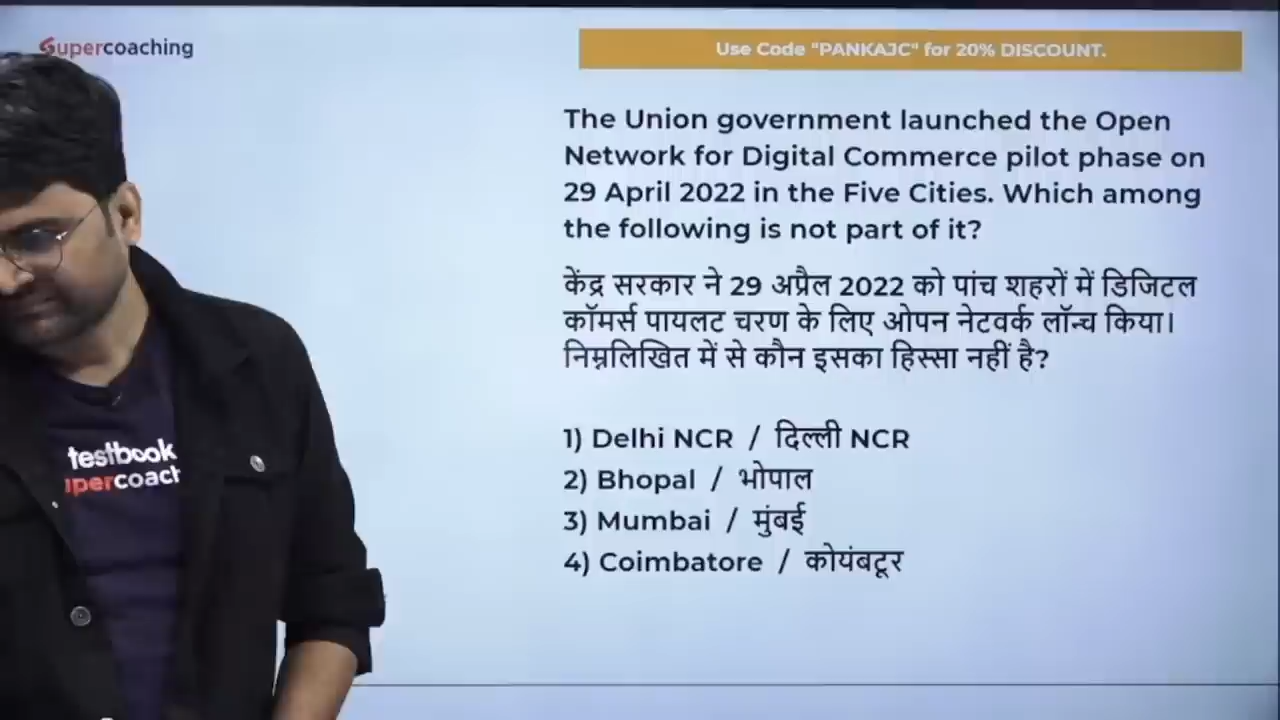 Supercoaching
Use Code "PANKAJC" for 20% DISCOUNT.
The Union government launched the Open
Network for Digital Commerce pilot phase on
29 April 2022 in the Five Cities. Which among
the following is not part of it?
केंद्र सरकार ने 29 अप्रैल 2022 को पांच शहरों में डिजिटल
कॉमर्स पायलट चरण के लिए ओपन नेटवर्क लॉन्च किया।
निम्नलिखित में से कौन इसका हिस्सा नहीं है?
1) Delhi NCR / दिल्ली NCR
2) Bhopal / भोपाल
3) Mumbai / मुंबई
4) Coimbatore / कोयंबटूर
testbook
upercoach